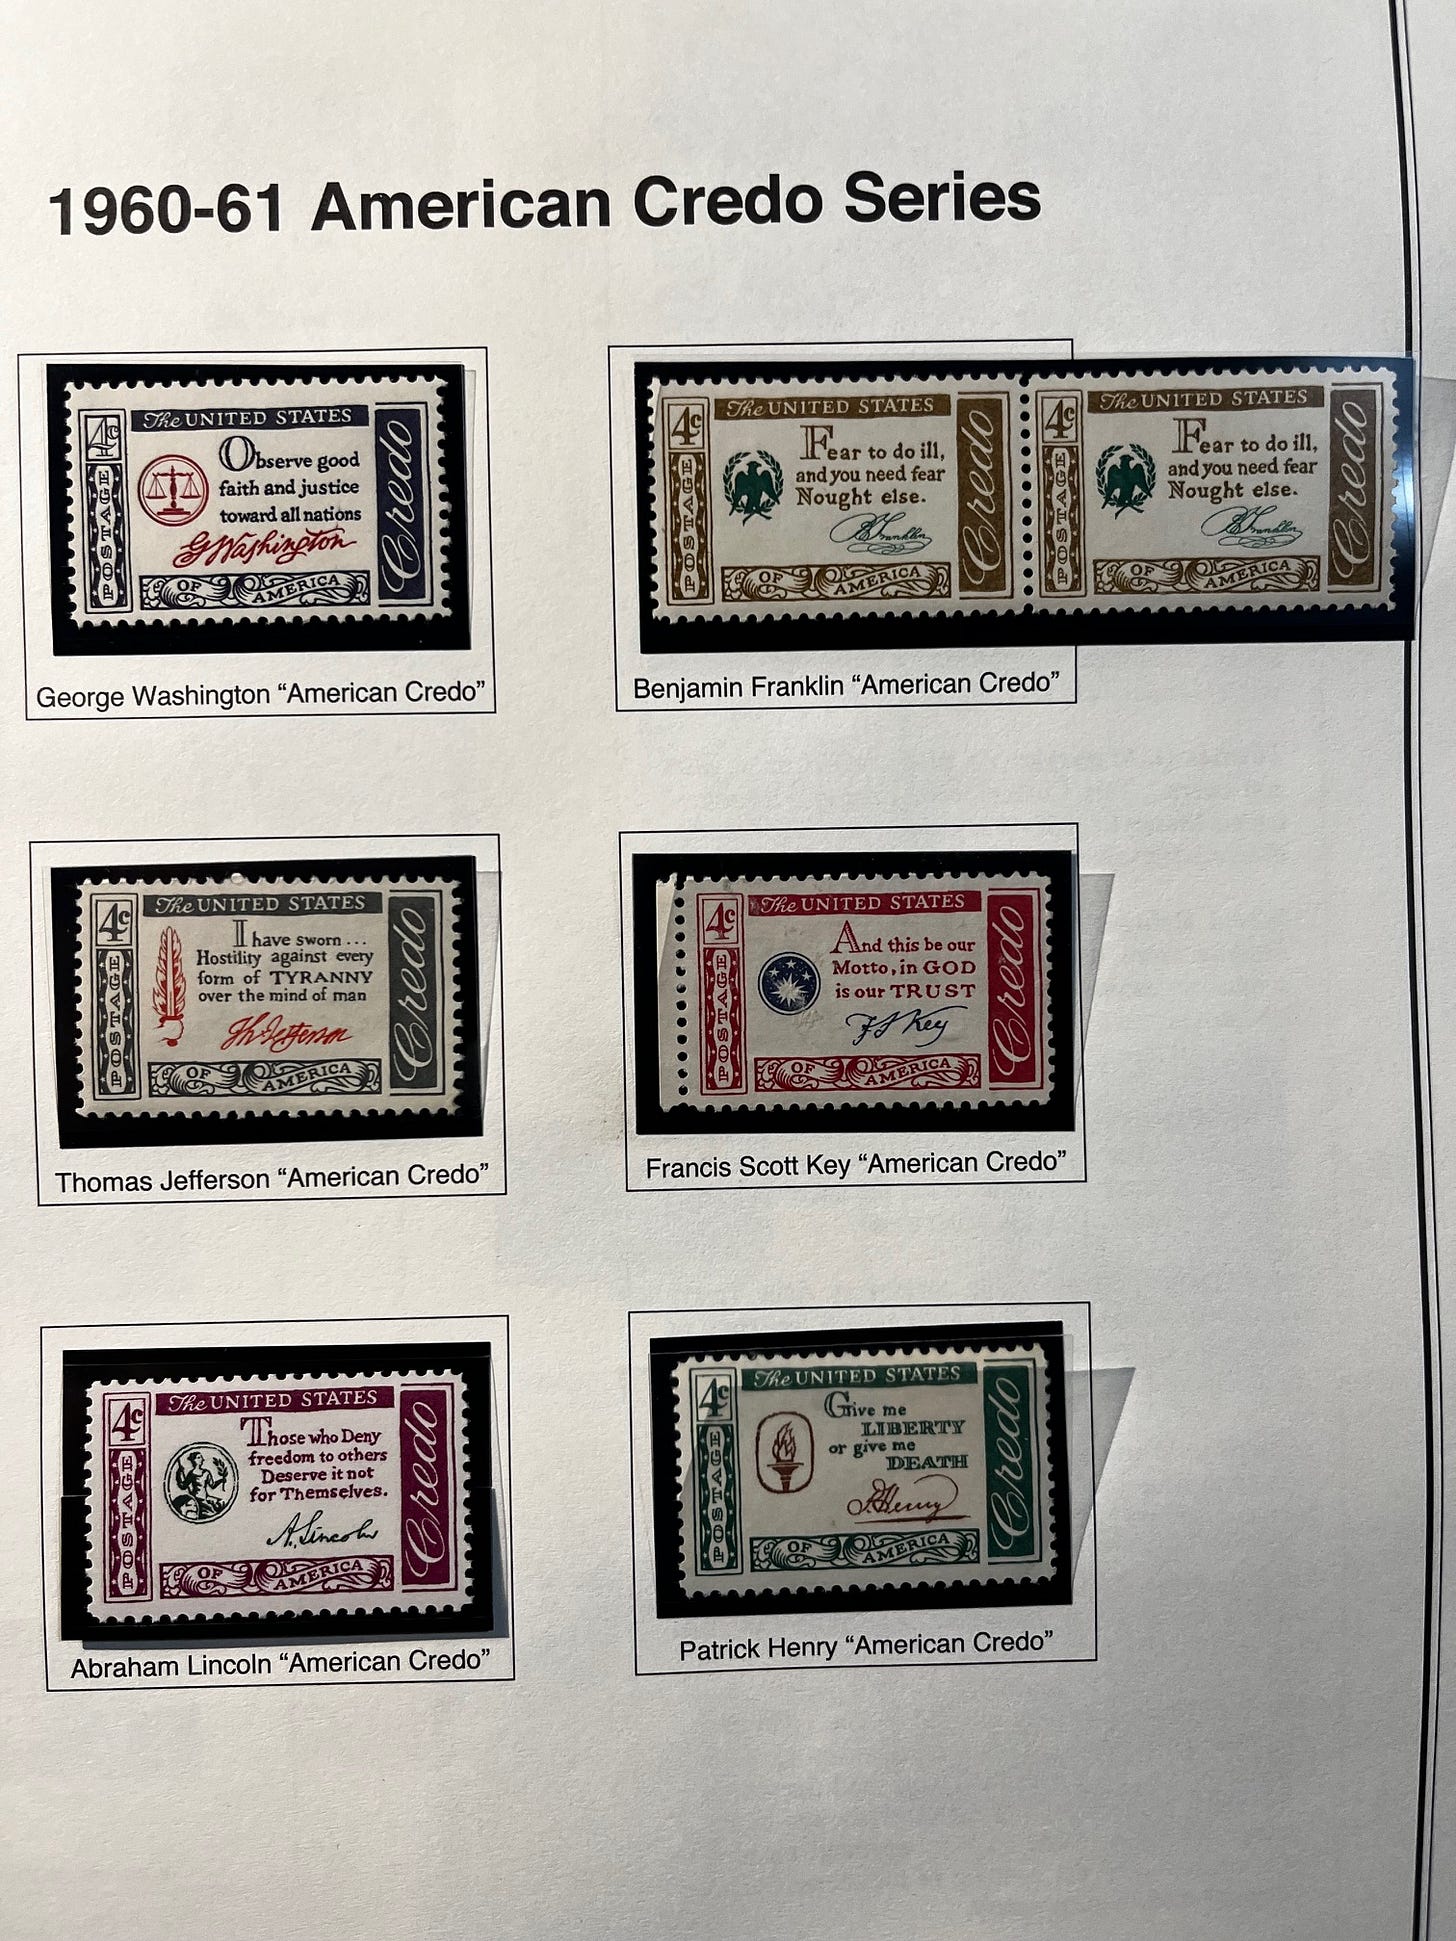 1960-61 American Credo Series
4c
The UNITED STATES
POSTAGE
Observe good
faith and justice
toward all nations
GWashington
Credo
OF AMERICA
George Washington “American Credo”
4c
The UNITED STATES
POSTAGE
Fear to do ill,
and you need fear
Nought else.
B Franklin
Credo
OF AMERICA
4c
The UNITED STATES
POSTAGE
Fear to do ill,
and you need fear
Nought else.
B Franklin
Credo
OF AMERICA
Benjamin Franklin “American Credo”
4c
The UNITED STATES
POSTAGE
I have sworn...
Hostility against every
form of TYRANNY
over the mind of man
Th Jefferson
Credo
OF AMERICA
Thomas Jefferson “American Credo”
4c
The UNITED STATES
POSTAGE
And this be our
Motto, in GOD
is our TRUST
F S Key
Credo
OF AMERICA
Francis Scott Key “American Credo”
4c
The UNITED STATES
POSTAGE
Those who Deny
freedom to others
Deserve it not
for Themselves.
A. Lincoln
Credo
OF AMERICA
Abraham Lincoln “American Credo”
4c
The UNITED STATES
POSTAGE
Give me
LIBERTY
or give me
DEATH
P. Henry
Credo
OF AMERICA
Patrick Henry “American Credo”